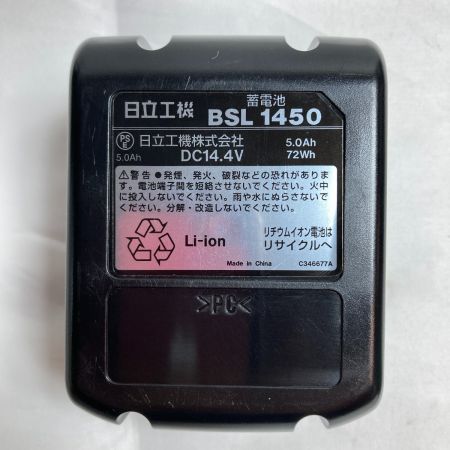 蓄電池
日立工機 BSL 1450
PSE 日立工機株式会社 5.0Ah
5.0Ah DC14.4V 72Wh
⚠警告●発煙、発火、破裂などの恐れがありま
す。電池端子間を短絡させないでください。火中
に投入しないでください。雨や水にぬらさないで
ください。分解・改造しないでください。
Li-ion
リチウムイオン電池は
リサイクルへ
Made in China C346677A
>PC<